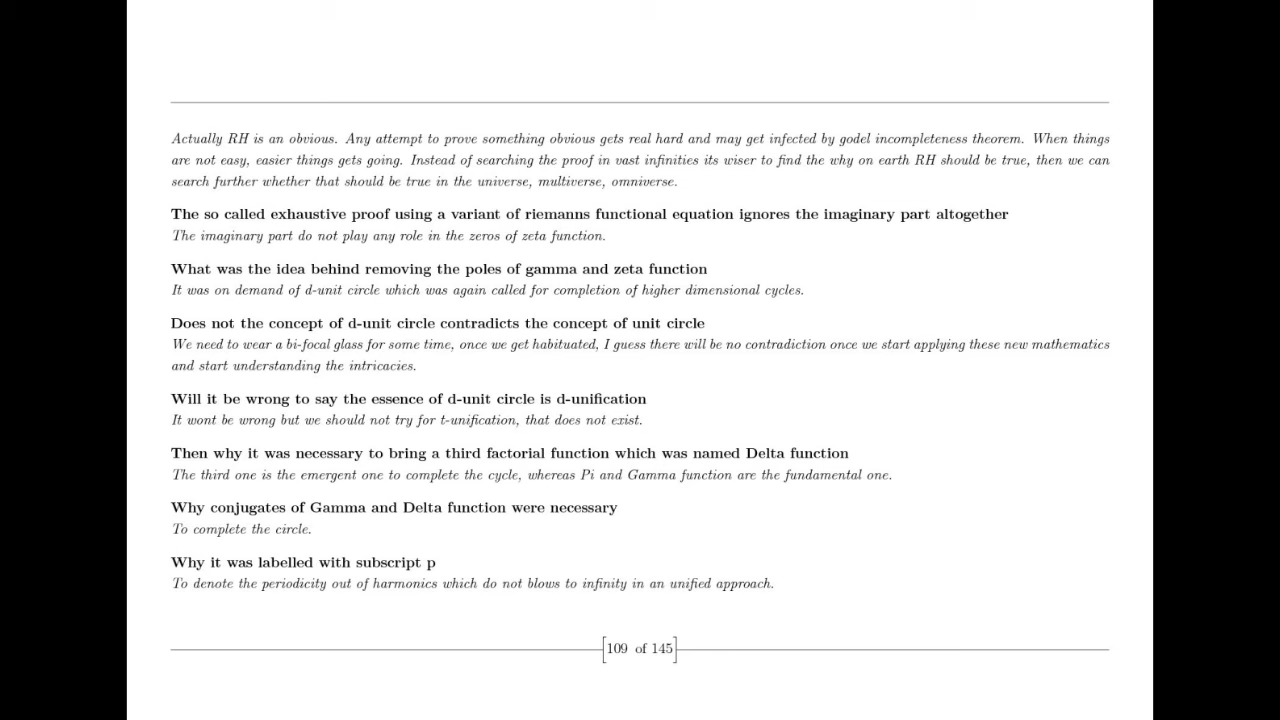 Actually RH is an obvious. Any attempt to prove something obvious gets real hard and may get infected by godel incompleteness theorem. When things
are not easy, easier things gets going. Instead of searching the proof in vast infinities its wiser to find the why on earth RH should be true, then we can
search further whether that should be true in the universe, multiverse, omniverse.
The so called exhaustive proof using a variant of riemanns functional equation ignores the imaginary part altogether
The imaginary part do not play any role in the zeros of zeta function.
What was the idea behind removing the poles of gamma and zeta function
It was on demand of d-unit circle which was again called for completion of higher dimensional cycles.
Does not the concept of d-unit circle contradicts the concept of unit circle
We need to wear a bi-focal glass for some time, once we get habituated, I guess there will be no contradiction once we start applying these new mathematics
and start understanding the intricacies.
Will it be wrong to say the essence of d-unit circle is d-unification
It wont be wrong but we should not try for t-unification, that does not exist.
Then why it was necessary to bring a third factorial function which was named Delta function
The third one is the emergent one to complete the cycle, whereas Pi and Gamma function are the fundamental one.
Why conjugates of Gamma and Delta function were necessary
To complete the circle.
Why it was labelled with subscript p
To denote the periodicity out of harmonics which do not blows to infinity in an unified approach.
[109 of 145]